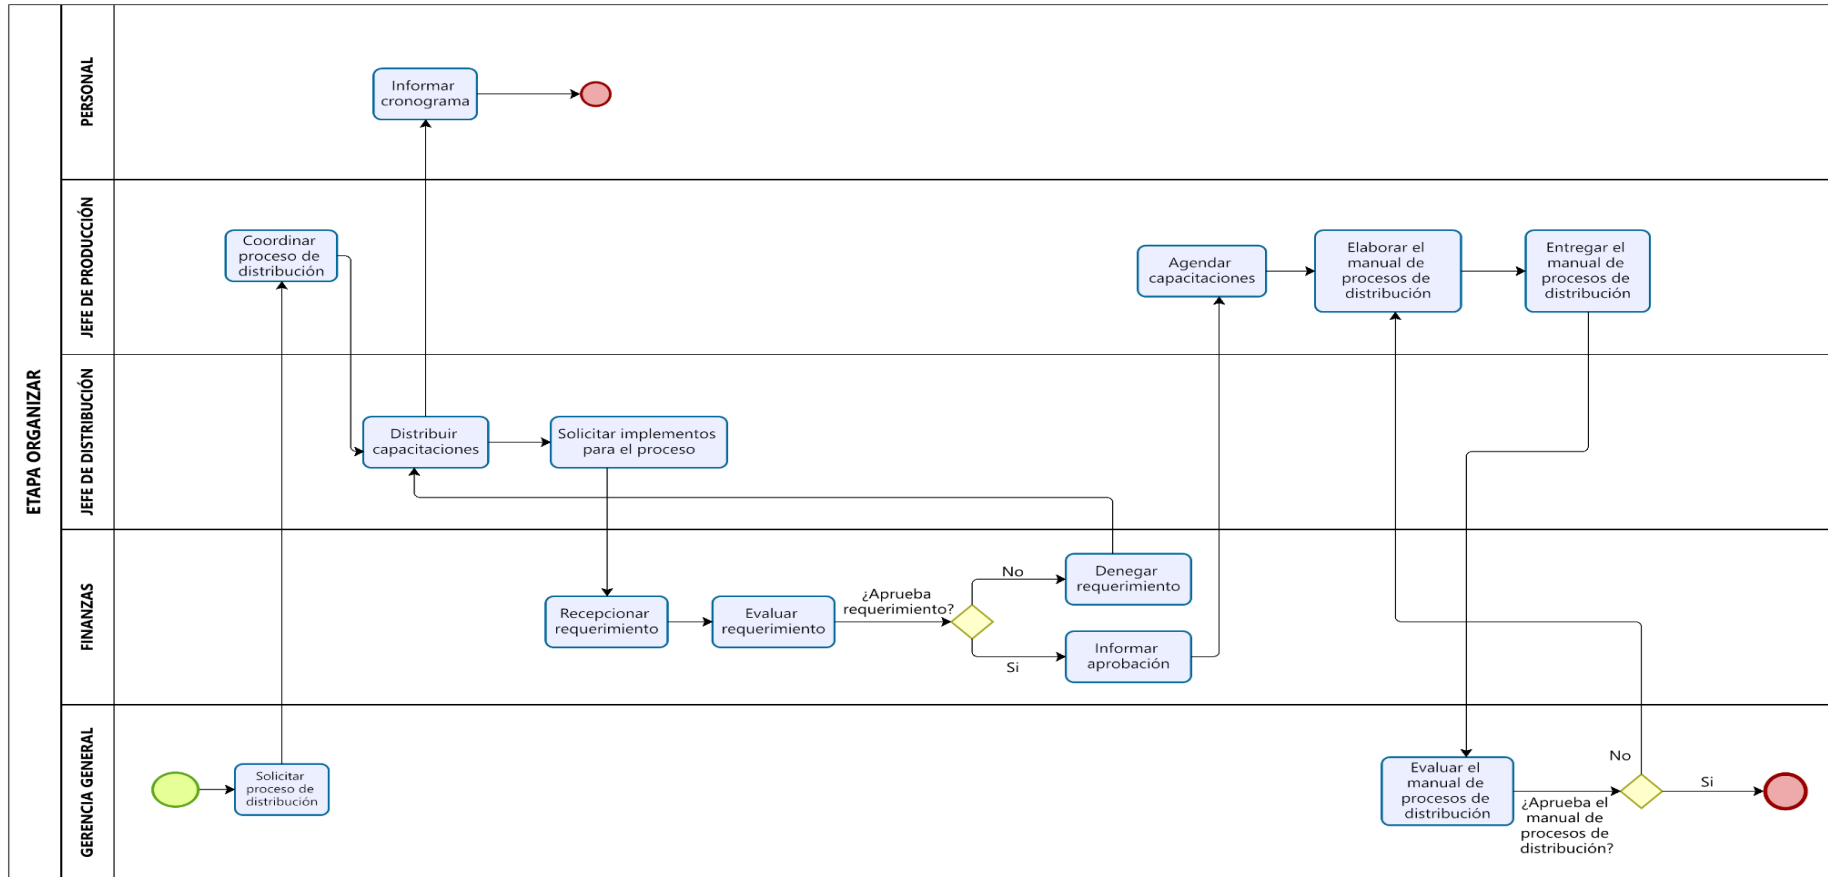 ETAPA ORGANIZAR
PERSONAL
Informar
cronograma
JEFE DE PRODUCCIÓN
Coordinar
proceso de
distribución
Agendar
capacitaciones
Elaborar el
manual de
procesos de
distribución
Entregar el
manual de
procesos de
distribución
JEFE DE DISTRIBUCIÓN
Distribuir
capacitaciones
Solicitar implementos
para el proceso
FINANZAS
Recepcionar
requerimiento
Evaluar
requerimiento
¿Aprueba
requerimiento?
No
Denegar
requerimiento
Si
Informar
aprobación
GERENCIA GENERAL
Solicitar
proceso de
distribución
Evaluar el
manual de
procesos de
distribución
¿Aprueba el
manual de
procesos de
distribución?
No
Si